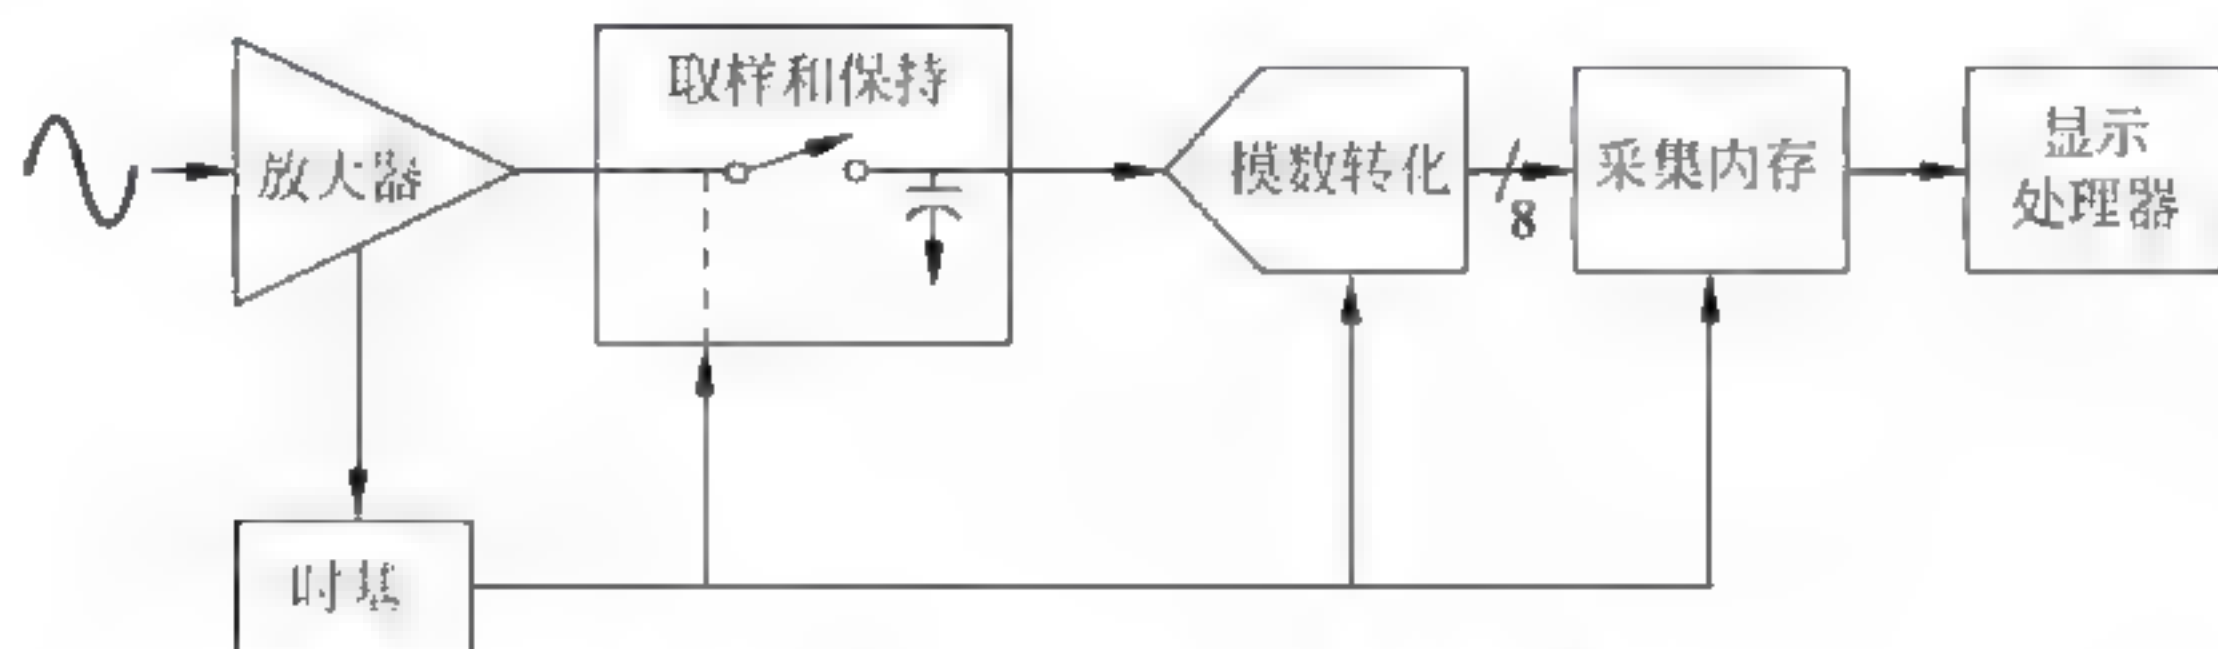 取样和保持
放大器
模数转化
8
采集内存
显示
处理器
时基